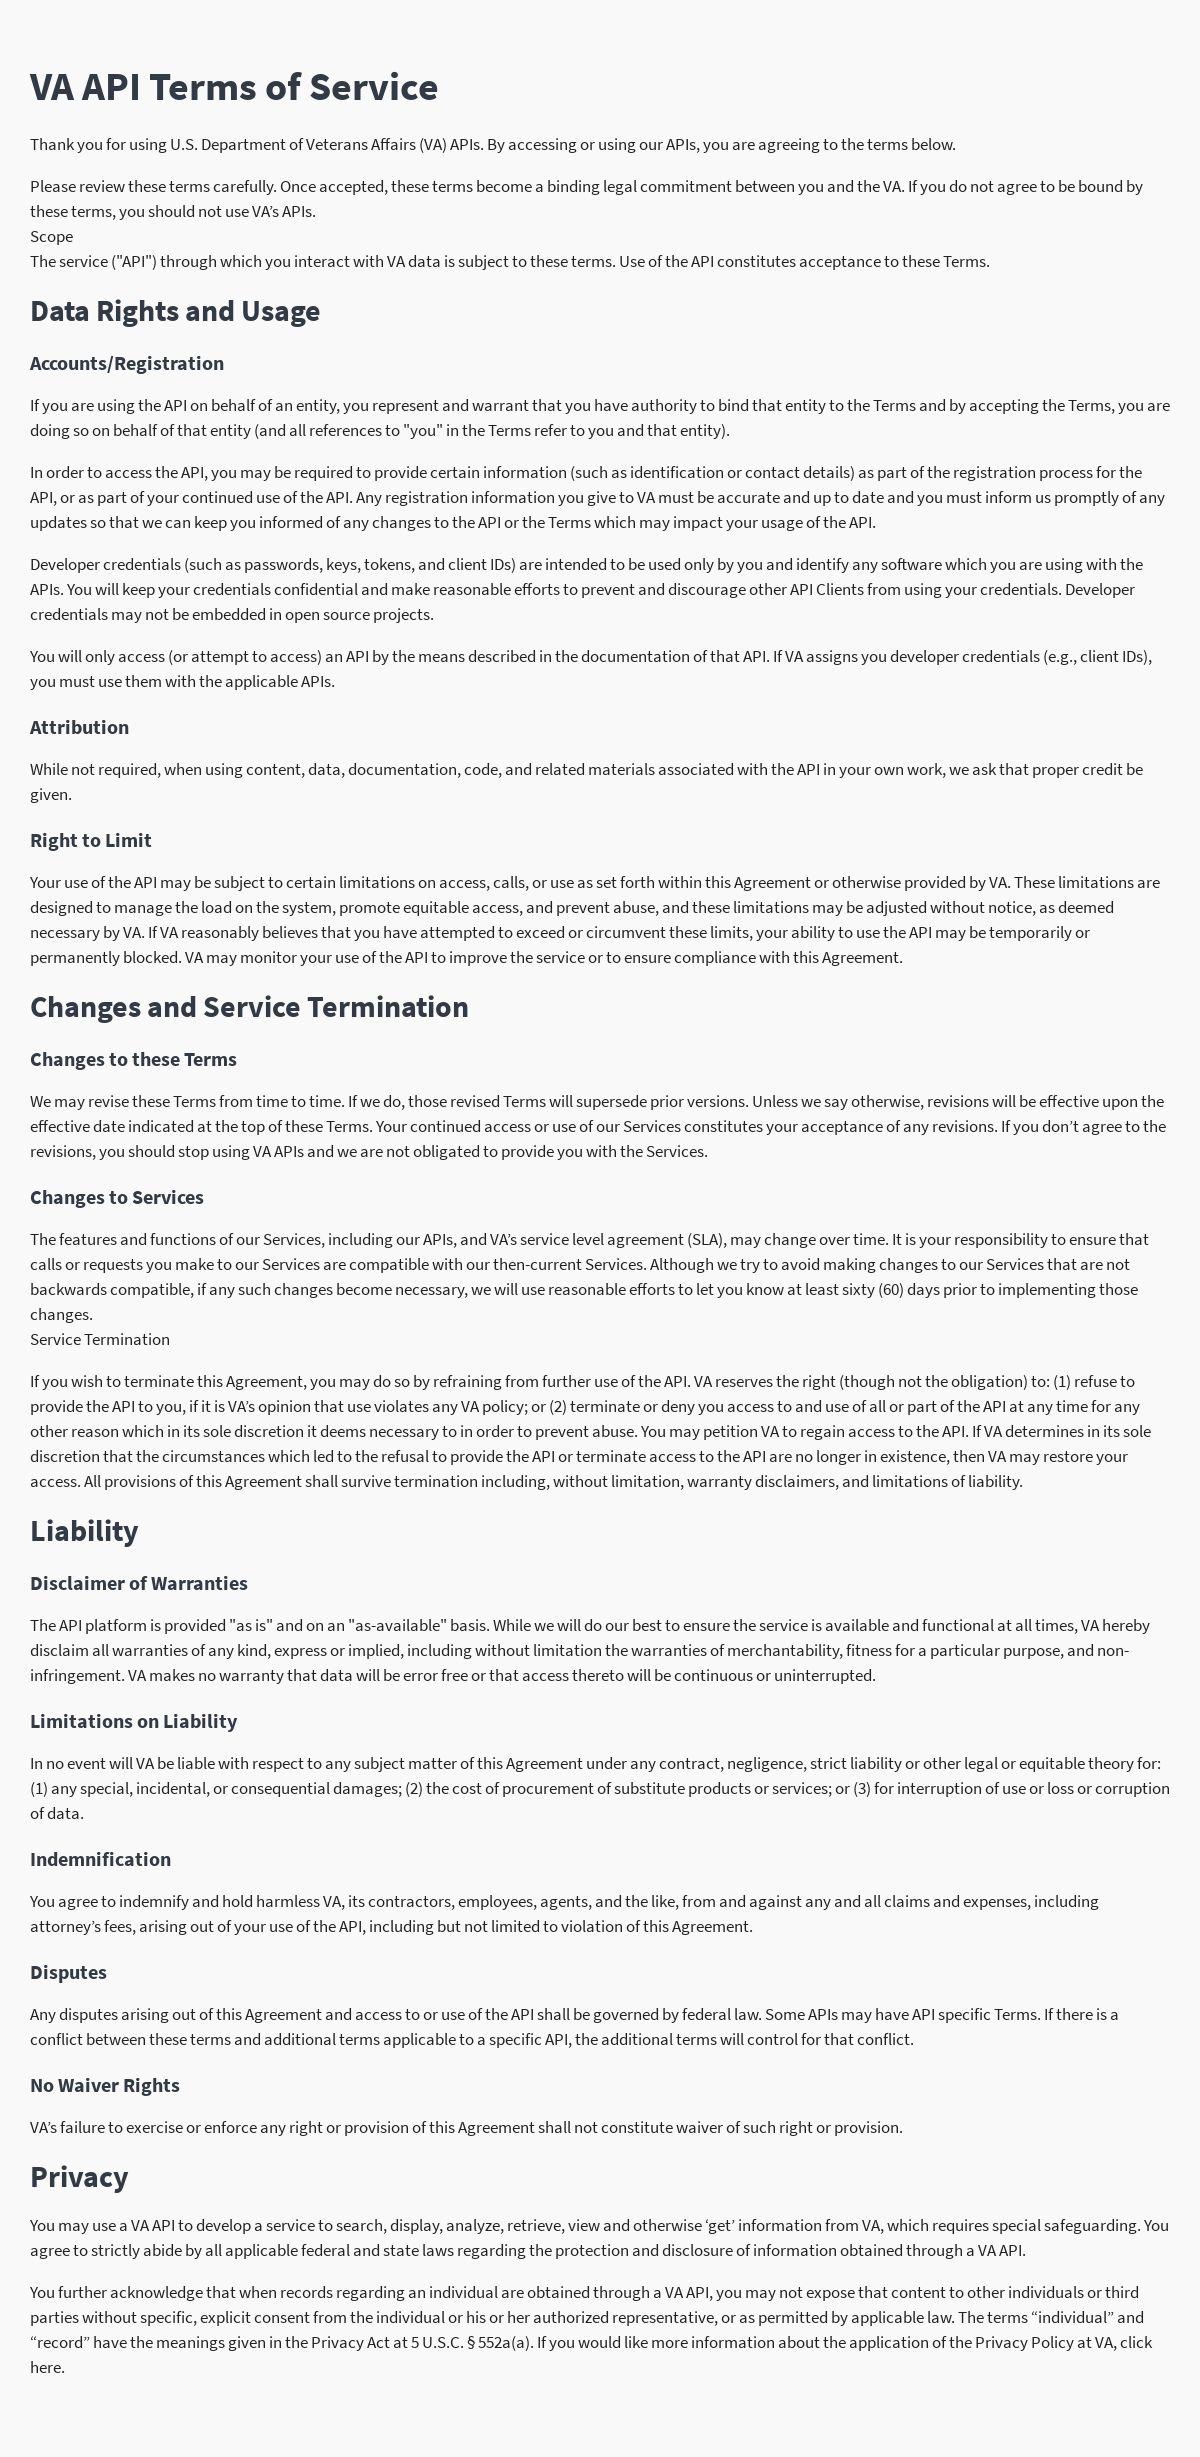 VA API Terms of Service
Thank you for using U.S. Department of Veterans Affairs (VA) APIs. By accessing or using our APIs, you are agreeing to the terms below.
Please review these terms carefully. Once accepted, these terms become a binding legal commitment between you and the VA. If you do not agree to be bound by
these terms, you should not use VA’s APIs.
Scope
The service ("API") through which you interact with VA data is subject to these terms. Use of the API constitutes acceptance to these Terms.
Data Rights and Usage
Accounts/Registration
If you are using the API on behalf of an entity, you represent and warrant that you have authority to bind that entity to the Terms and by accepting the Terms, you are
doing so on behalf of that entity (and all references to "you" in the Terms refer to you and that entity).
In order to access the API, you may be required to provide certain information (such as identification or contact details) as part of the registration process for the
API, or as part of your continued use of the API. Any registration information you give to VA must be accurate and up to date and you must inform us promptly of any
updates so that we can keep you informed of any changes to the API or the Terms which may impact your usage of the API.
Developer credentials (such as passwords, keys, tokens, and client IDs) are intended to be used only by you and identify any software which you are using with the
APIs. You will keep your credentials confidential and make reasonable efforts to prevent and discourage other API Clients from using your credentials. Developer
credentials may not be embedded in open source projects.
You will only access (or attempt to access) an API by the means described in the documentation of that API. If VA assigns you developer credentials (e.g., client IDs),
you must use them with the applicable APIs.
Attribution
While not required, when using content, data, documentation, code, and related materials associated with the API in your own work, we ask that proper credit be
given.
Right to Limit
Your use of the API may be subject to certain limitations on access, calls, or use as set forth within this Agreement or otherwise provided by VA. These limitations are
designed to manage the load on the system, promote equitable access, and prevent abuse, and these limitations may be adjusted without notice, as deemed
necessary by VA. If VA reasonably believes that you have attempted to exceed or circumvent these limits, your ability to use the API may be temporarily or
permanently blocked. VA may monitor your use of the API to improve the service or to ensure compliance with this Agreement.
Changes and Service Termination
Changes to these Terms
We may revise these Terms from time to time. If we do, those revised Terms will supersede prior versions. Unless we say otherwise, revisions will be effective upon the
effective date indicated at the top of these Terms. Your continued access or use of our Services constitutes your acceptance of any revisions. If you don’t agree to the
revisions, you should stop using VA APIs and we are not obligated to provide you with the Services.
Changes to Services
The features and functions of our Services, including our APIs, and VA’s service level agreement (SLA), may change over time. It is your responsibility to ensure that
calls or requests you make to our Services are compatible with our then-current Services. Although we try to avoid making changes to our Services that are not
backwards compatible, if any such changes become necessary, we will use reasonable efforts to let you know at least sixty (60) days prior to implementing those
changes.
Service Termination
If you wish to terminate this Agreement, you may do so by refraining from further use of the API. VA reserves the right (though not the obligation) to: (1) refuse to
provide the API to you, if it is VA’s opinion that use violates any VA policy; or (2) terminate or deny you access to and use of all or part of the API at any time for any
other reason which in its sole discretion it deems necessary to in order to prevent abuse. You may petition VA to regain access to the API. If VA determines in its sole
discretion that the circumstances which led to the refusal to provide the API or terminate access to the API are no longer in existence, then VA may restore your
access. All provisions of this Agreement shall survive termination including, without limitation, warranty disclaimers, and limitations of liability.
Liability
Disclaimer of Warranties
The API platform is provided "as is" and on an "as-available" basis. While we will do our best to ensure the service is available and functional at all times, VA hereby
disclaim all warranties of any kind, express or implied, including without limitation the warranties of merchantability, fitness for a particular purpose, and non-
infringement. VA makes no warranty that data will be error free or that access thereto will be continuous or uninterrupted.
Limitations on Liability
In no event will VA be liable with respect to any subject matter of this Agreement under any contract, negligence, strict liability or other legal or equitable theory for:
(1) any special, incidental, or consequential damages; (2) the cost of procurement of substitute products or services; or (3) for interruption of use or loss or corruption
of data.
Indemnification
You agree to indemnify and hold harmless VA, its contractors, employees, agents, and the like, from and against any and all claims and expenses, including
attorney’s fees, arising out of your use of the API, including but not limited to violation of this Agreement.
Disputes
Any disputes arising out of this Agreement and access to or use of the API shall be governed by federal law. Some APIs may have API specific Terms. If there is a
conflict between these terms and additional terms applicable to a specific API, the additional terms will control for that conflict.
No Waiver Rights
VA’s failure to exercise or enforce any right or provision of this Agreement shall not constitute waiver of such right or provision.
Privacy
You may use a VA API to develop a service to search, display, analyze, retrieve, view and otherwise ‘get’ information from VA, which requires special safeguarding. You
agree to strictly abide by all applicable federal and state laws regarding the protection and disclosure of information obtained through a VA API.
You further acknowledge that when records regarding an individual are obtained through a VA API, you may not expose that content to other individuals or third
parties without specific, explicit consent from the individual or his or her authorized representative, or as permitted by applicable law. The terms “individual” and
“record” have the meanings given in the Privacy Act at 5 U.S.C. § 552a(a). If you would like more information about the application of the Privacy Policy at VA, click
here.